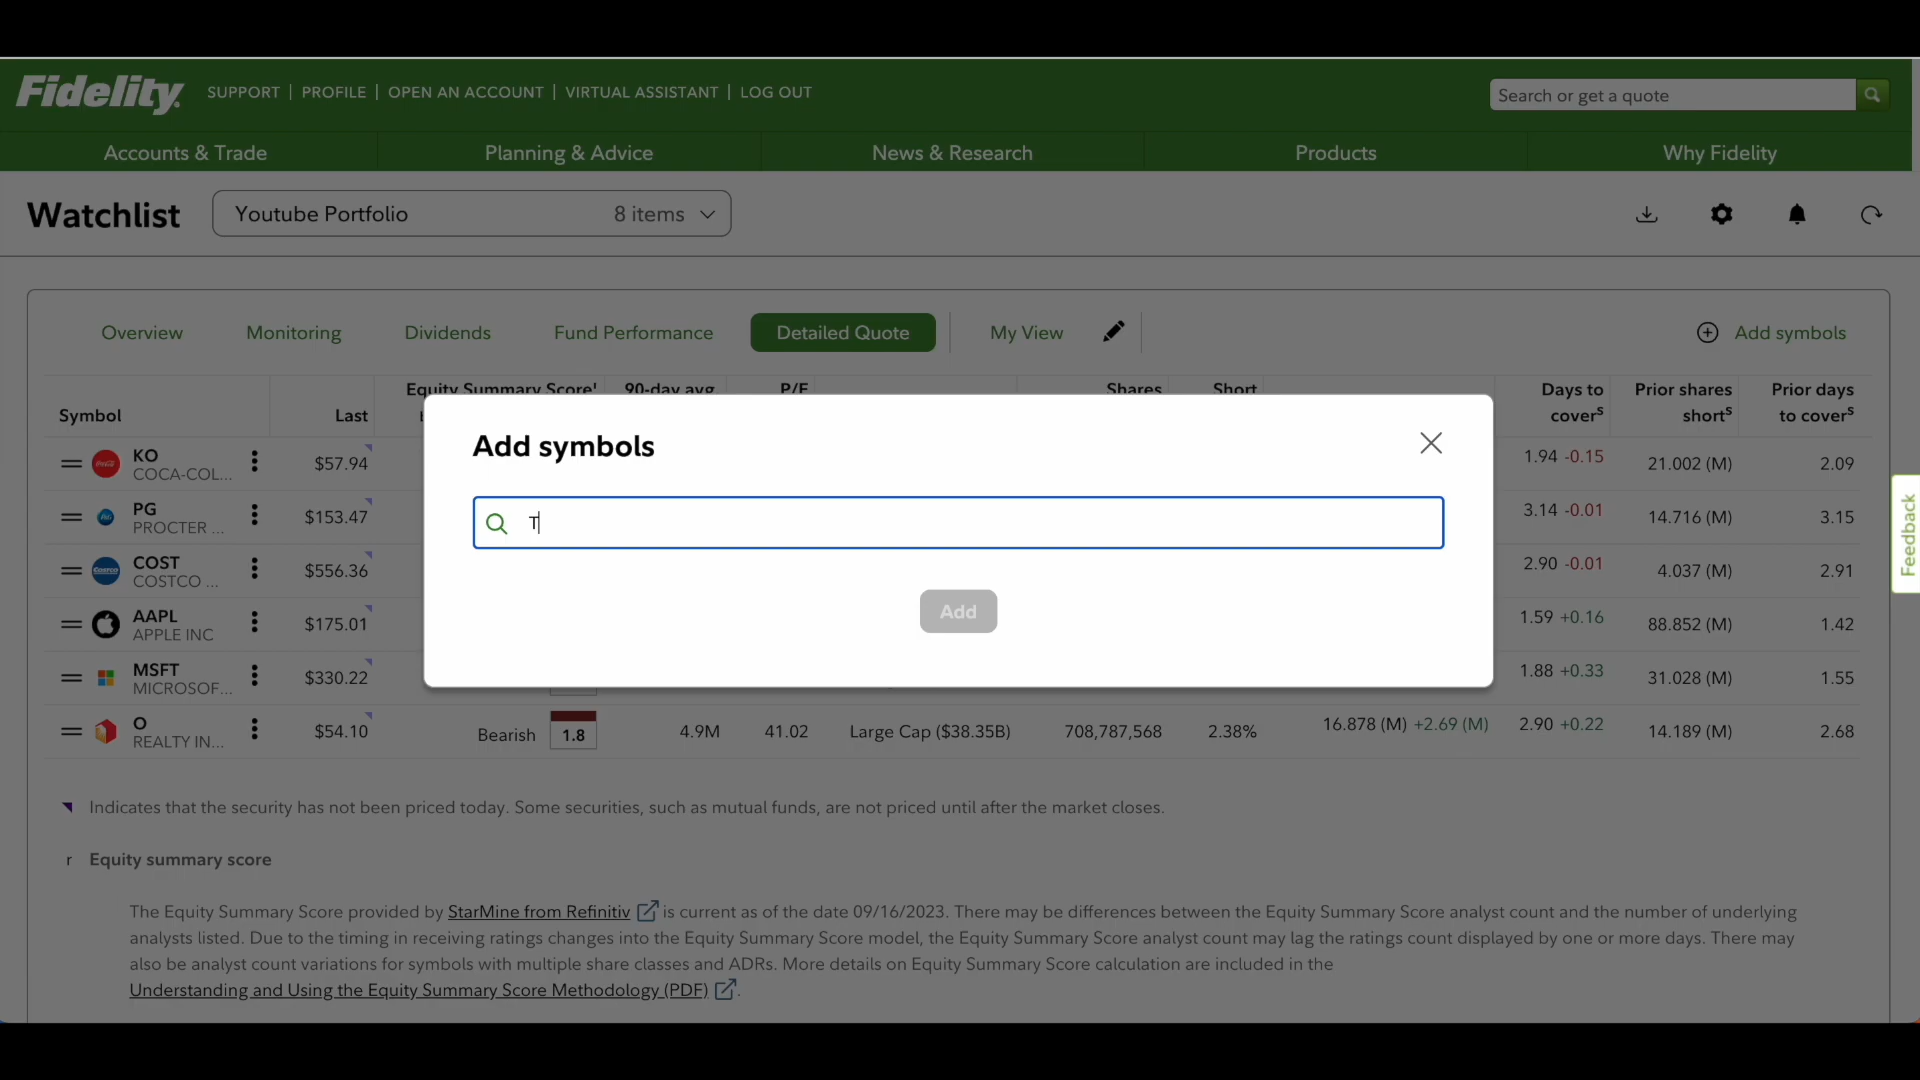 Fidelity
SUPPORT | PROFILE | OPEN AN ACCOUNT | VIRTUAL ASSISTANT | LOG OUT
Search or get a quote
Accounts & Trade
Planning & Advice
News & Research
Products
Why Fidelity
Watchlist
Youtube Portfolio 8 items
Overview
Monitoring
Dividends
Fund Performance
Detailed Quote
My View
Add symbols
Symbol
Last
Equity Summary Score
90-day avg
P/E
Shares
Short
Days to
cover s
Prior shares
short s
Prior days
to cover s
KO
COCA-COL... $57.94 1.94 -0.15 21.002 (M) 2.09
PG
PROCTER ... $153.47 3.14 -0.01 14.716 (M) 3.15
COST
COSTCO ... $556.36 2.90 -0.01 4.037 (M) 2.91
AAPL
APPLE INC $175.01 1.59 +0.16 88.852 (M) 1.42
MSFT
MICROSOF... $330.22 1.88 +0.33 31.028 (M) 1.55
O
REALTY IN... $54.10 Bearish 1.8 4.9M 41.02 Large Cap ($38.35B) 708,787,568 2.38% 16.878 (M) +2.69 (M) 2.90 +0.22 14.189 (M) 2.68
Add symbols
T
Add
Feedback
Indicates that the security has not been priced today. Some securities, such as mutual funds, are not priced until after the market closes.
r Equity summary score
The Equity Summary Score provided by StarMine from Refinitiv is current as of the date 09/16/2023. There may be differences between the Equity Summary Score analyst count and the number of underlying
analysts listed. Due to the timing in receiving ratings changes into the Equity Summary Score model, the Equity Summary Score analyst count may lag the ratings count displayed by one or more days. There may
also be analyst count variations for symbols with multiple share classes and ADRs. More details on Equity Summary Score calculation are included in the
Understanding and Using the Equity Summary Score Methodology (PDF) .